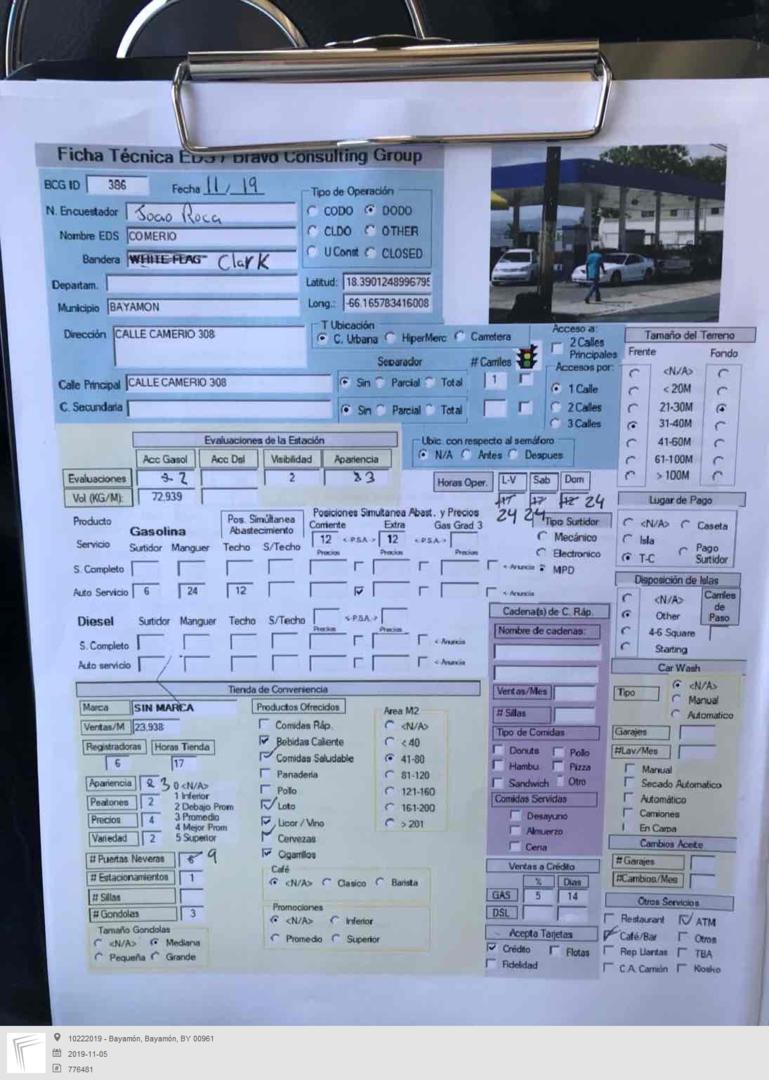 Ficha Técnica EDS / Bravo Consulting Group
BCG ID 386 Fecha 11/19
N. Encuestador Joao Roca
Nombre EDS COMERIO
Bandera WHITE FLAG Clark
Departam.
Municipio BAYAMON
Tipo de Operación
CODO DODO
CLDO OTHER
U Const CLOSED
Latitud: 18.3901248996795
Long.: -66.165783416008
Dirección CALLE CAMERIO 308
T Ubicación
C. Urbana HiperMerc Carretera
Separador # Carriles
Calle Principal CALLE CAMERIO 308 Sin Parcial Total 1
C. Secundaria Sin Parcial Total
Acceso a:
2 Calles
Principales
Accesos por:
1 Calle
2 Calles
3 Calles
Tamaño del Terreno
Frente Fondo
<N/A>
< 20M
21-30M
31-40M
41-60M
61-100M
> 100M
Evaluaciones de la Estación
Acc Gasol Acc Dsl Visibilidad Apariencia
Evaluaciones 2 2 3
Vol (KG/M): 72.939
Ubic. con respecto al semáforo
N/A Antes Despues
Horas Oper. L-V Sab Dom
24 24 24
Lugar de Pago
<N/A> Caseta
Isla
T-C Pago
Surtidor
Producto
Servicio
Gasolina
Surtidor Manguer
Pos. Simultánea
Abastecimiento
Techo S/Techo
Posiciones Simultanea Abast. y Precios
Corriente Extra Gas Grad 3
12 <-P.S.A.-> 12 <-P.S.A.->
Precios Precios Precios
S. Completo <- Anuncia
Auto Servicio 6 24 12 <- Anuncia
Tipo Surtidor
Mecánico
Electronico
MPD
Disposición de Islas
<N/A>
Other
4-6 Square
Starting
Carriles
de
Paso
Diesel Surtidor Manguer Techo S/Techo <-P.S.A.->
Precios Precios
S. Completo <- Anuncia
Auto servicio <- Anuncia
Cadena(s) de C. Ráp.
Nombre de cadenas:
Ventas/Mes
# Sillas
Tipo de Comidas
Donuts Pollo
Hambu. Pizza
Sandwich Otro
Comidas Servidas
Desayuno
Almuerzo
Cena
Car Wash
Tipo <N/A>
Manual
Automatico
Garajes
#Lav/Mes
Manual
Secado Automatico
Automático
Camiones
En Carpa
Cambios Aceite
# Garajes
#Cambios/Mes
Tienda de Conveniencia
Marca SIN MARCA
Ventas/M 23,938
Registradoras Horas Tienda
6 17
Apariencia 3
Peatones 2
Precios 4
Variedad 2
0 <N/A>
1 Inferior
2 Debajo Prom
3 Promedio
4 Mejor Prom
5 Superior
# Puertas Neveras 9
# Estacionamientos 1
# Sillas
# Gondolas 3
Tamaño Gondolas
<N/A> Mediana
Pequeña Grande
Productos Ofrecidos
Comidas Ráp.
Bebidas Caliente
Comidas Saludable
Panaderia
Pollo
Loto
Licor / Vino
Cervezas
Cigarrillos
Area M2
<N/A>
< 40
41-80
81-120
121-160
161-200
> 201
Café
<N/A> Clasico Barista
Promociones
<N/A> Inferior
Promedio Superior
Ventas a Crédito
% Dias
GAS 5 14
DSL
Acepta Tarjetas
Crédito Flotas
Fidelidad
Otros Servicios
Restaurant ATM
Café/Bar Otros
Rep Llantas TBA
C.A. Camión Kiosko
10222019 - Bayamón, Bayamón, BY 00961
2019-11-05
776481